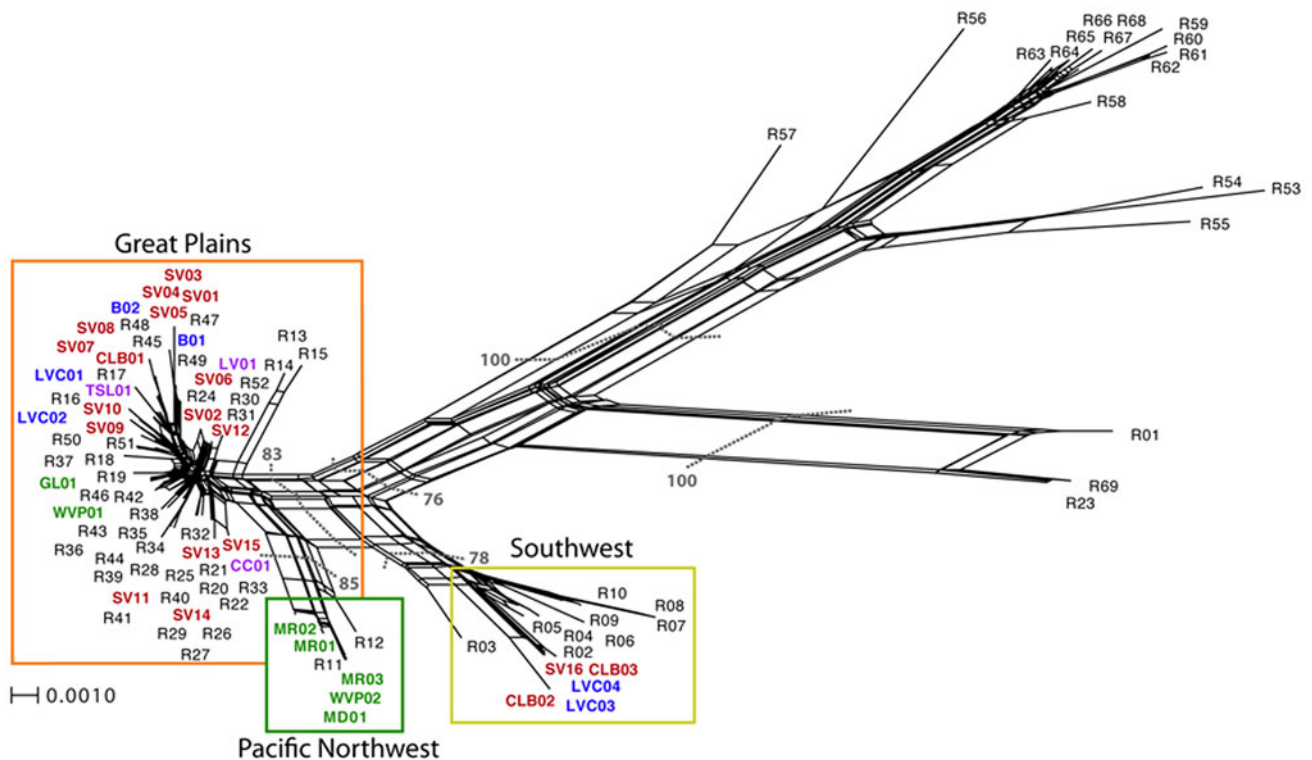 R56
R66 R68
R59
R65
R67
R60
R63
R64
R61
R62
R58
R57
R54
R53
R55
Great Plains
SV03
SV04
SV01
B02
SV05
R47
SV08
R48
R13
SV07
R45
B01
R15
CLB01
R49
LV01
R14
100
LVC01
R17
SV06
R52
TSL01
R24
R30
R16
LVC02
SV10
SV02
R31
SV09
SV12
R50
R51
R01
R37
R18
83
GL01
R19
100
R69
R46
R42
76
R23
WVP01
R38
R43
R35
R32
R36
R34
SV13
SV15
78
Southwest
R44
R21
CC01
R39
R28
R25
85
R20
R33
R10
SV11
R40
R22
R08
R41
SV14
R09
R07
R29
R26
MR02
R12
R03
R05
R04
R06
R27
MR01
R02
R11
SV16
CLB03
MR03
LVC04
0.0010
WVP02
CLB02
LVC03
MD01
Pacific Northwest